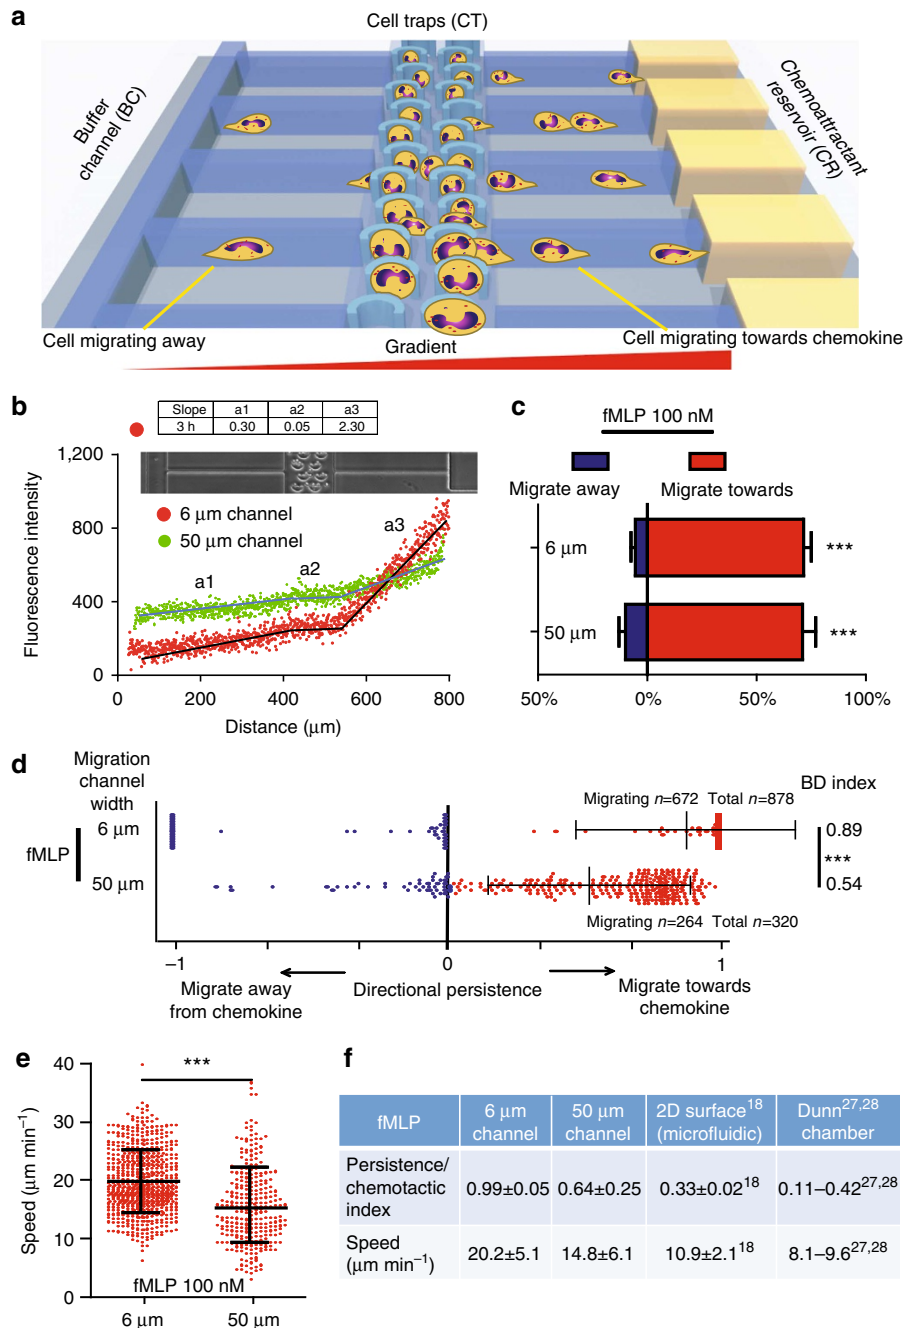 a
Cell traps (CT)
Buffer
channel (BC)
Chemoattractant
reservoir (CR)
Cell migrating away
Gradient
Cell migrating towards chemokine
b
Slope a1 a2 a3
3 h 0.30 0.05 2.30
1,200
800
400
0
Fluorescence intensity
6 μm channel
50 μm channel
a1
a2
a3
0 200 400 600 800
Distance (μm)
c
fMLP 100 nM
Migrate away
Migrate towards
6 μm
***
50 μm
***
50% 0% 50% 100%
d
Migration
channel
width
BD index
fMLP
6 μm
Migrating n=672 Total n=878
0.89
***
50 μm
0.54
Migrating n=264 Total n=320
–1 0 1
Migrate away
from chemokine
Directional persistence
Migrate towards
chemokine
e
***
40
30
20
10
0
Speed (μm min–1)
fMLP 100 nM
6 μm 50 μm
f
fMLP
6 μm
channel
50 μm
channel
2D surface18
(microfluidic)
Dunn27,28
chamber
Persistence/
chemotactic
index
0.99±0.05 0.64±0.25 0.33±0.0218 0.11–0.4227,28
Speed
(μm min–1)
20.2±5.1 14.8±6.1 10.9±2.118 8.1–9.627,28